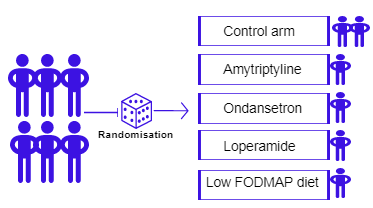 Control arm
Amytriptyline
Randomisation
Ondansetron
Loperamide
Low FODMAP diet